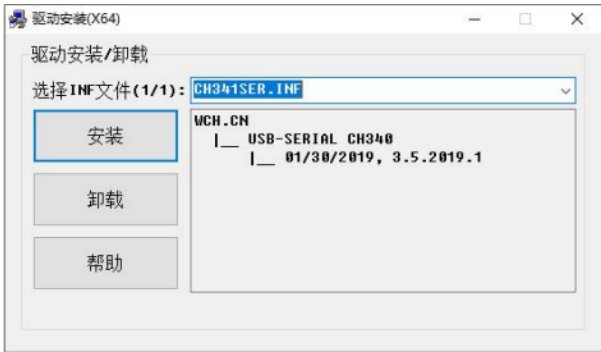 驱动安装(X64)
驱动安装/卸载
选择INF文件(1/1):
CH341SER.INF
安装
卸载
帮助
WCH.CN
|__ USB-SERIAL CH340
|__ 01/30/2019, 3.5.2019.1